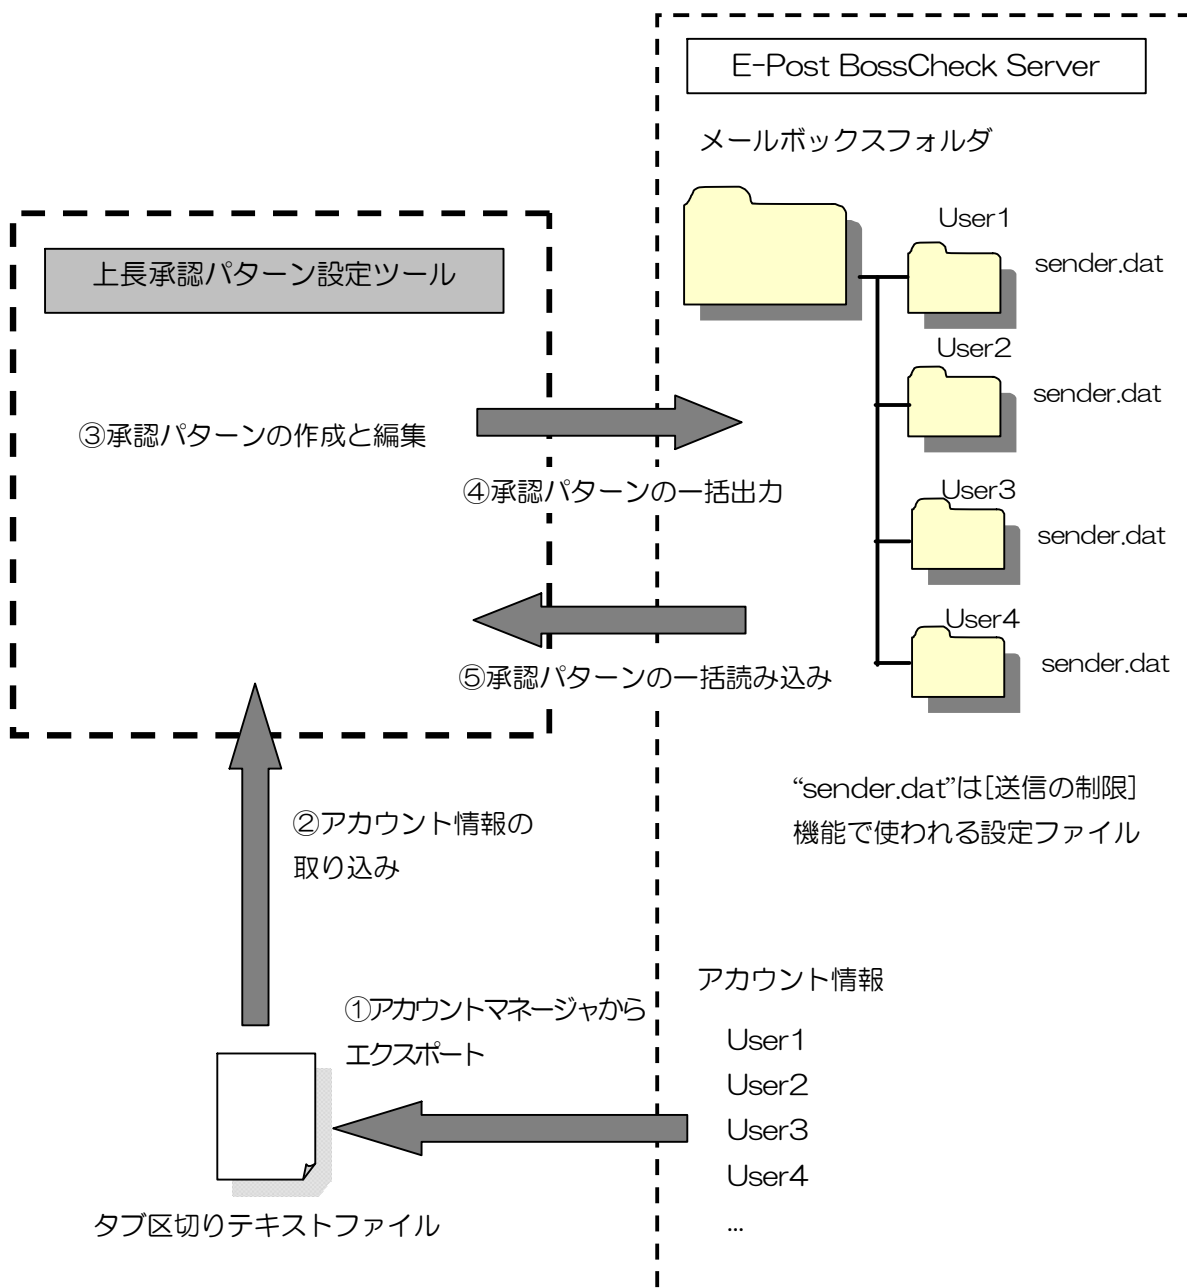 E-Post BossCheck Server
メールボックスフォルダ
User1
sender.dat
User2
sender.dat
User3
sender.dat
User4
sender.dat
上長承認パターン設定ツール
③承認パターンの作成と編集
④承認パターンの一括出力
⑤承認パターンの一括読み込み
“sender.dat”は[送信の制限]
機能で使われる設定ファイル
②アカウント情報の
取り込み
①アカウントマネージャから
エクスポート
アカウント情報
User1
User2
User3
User4
...
タブ区切りテキストファイル